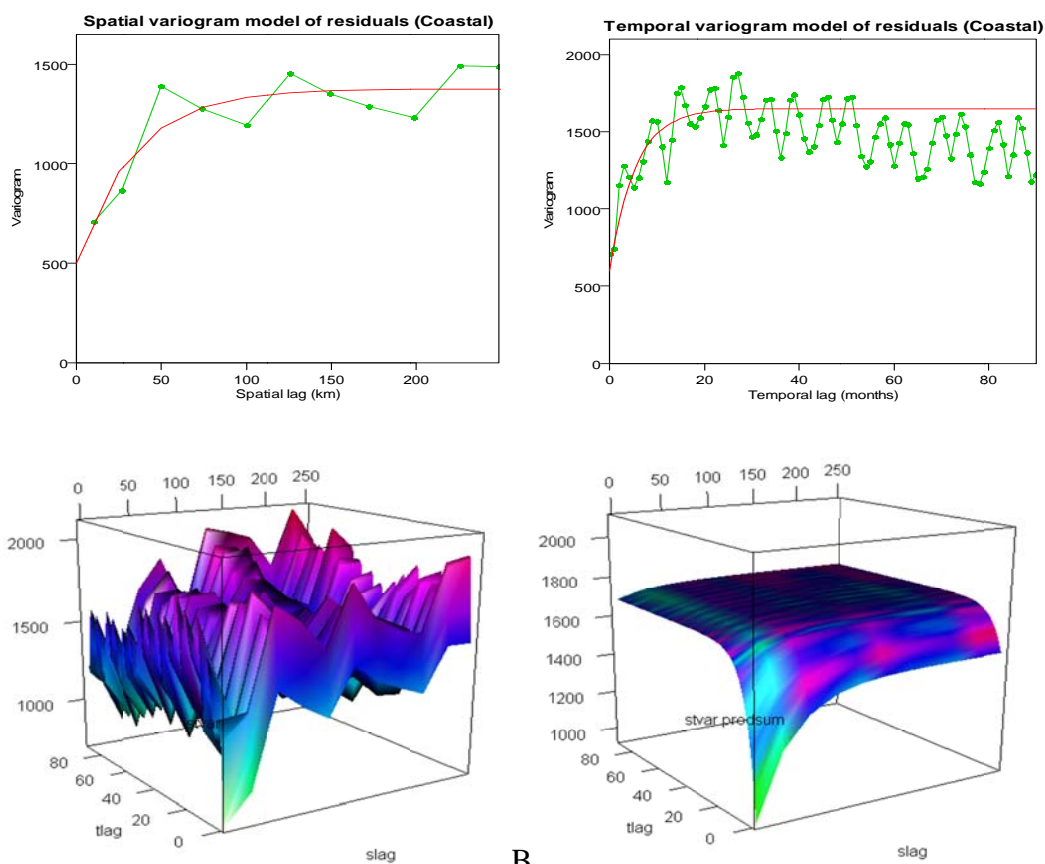 Spatial variogram model of residuals (Coastal)
1500
1000
500
0
Variogram
0 50 100 150 200
Spatial lag (km)
Temporal variogram model of residuals (Coastal)
2000
1500
1000
500
0
Variogram
0 20 40 60 80
Temporal lag (months)
0 50 100 150 200 250
2000
1500
1000
80
60
40
20
0
tlag
slag
stvar
B
0 50 100 150 200 250
2000
1800
1600
1400
1200
1000
80
60
40
20
0
tlag
slag
stvar predsum